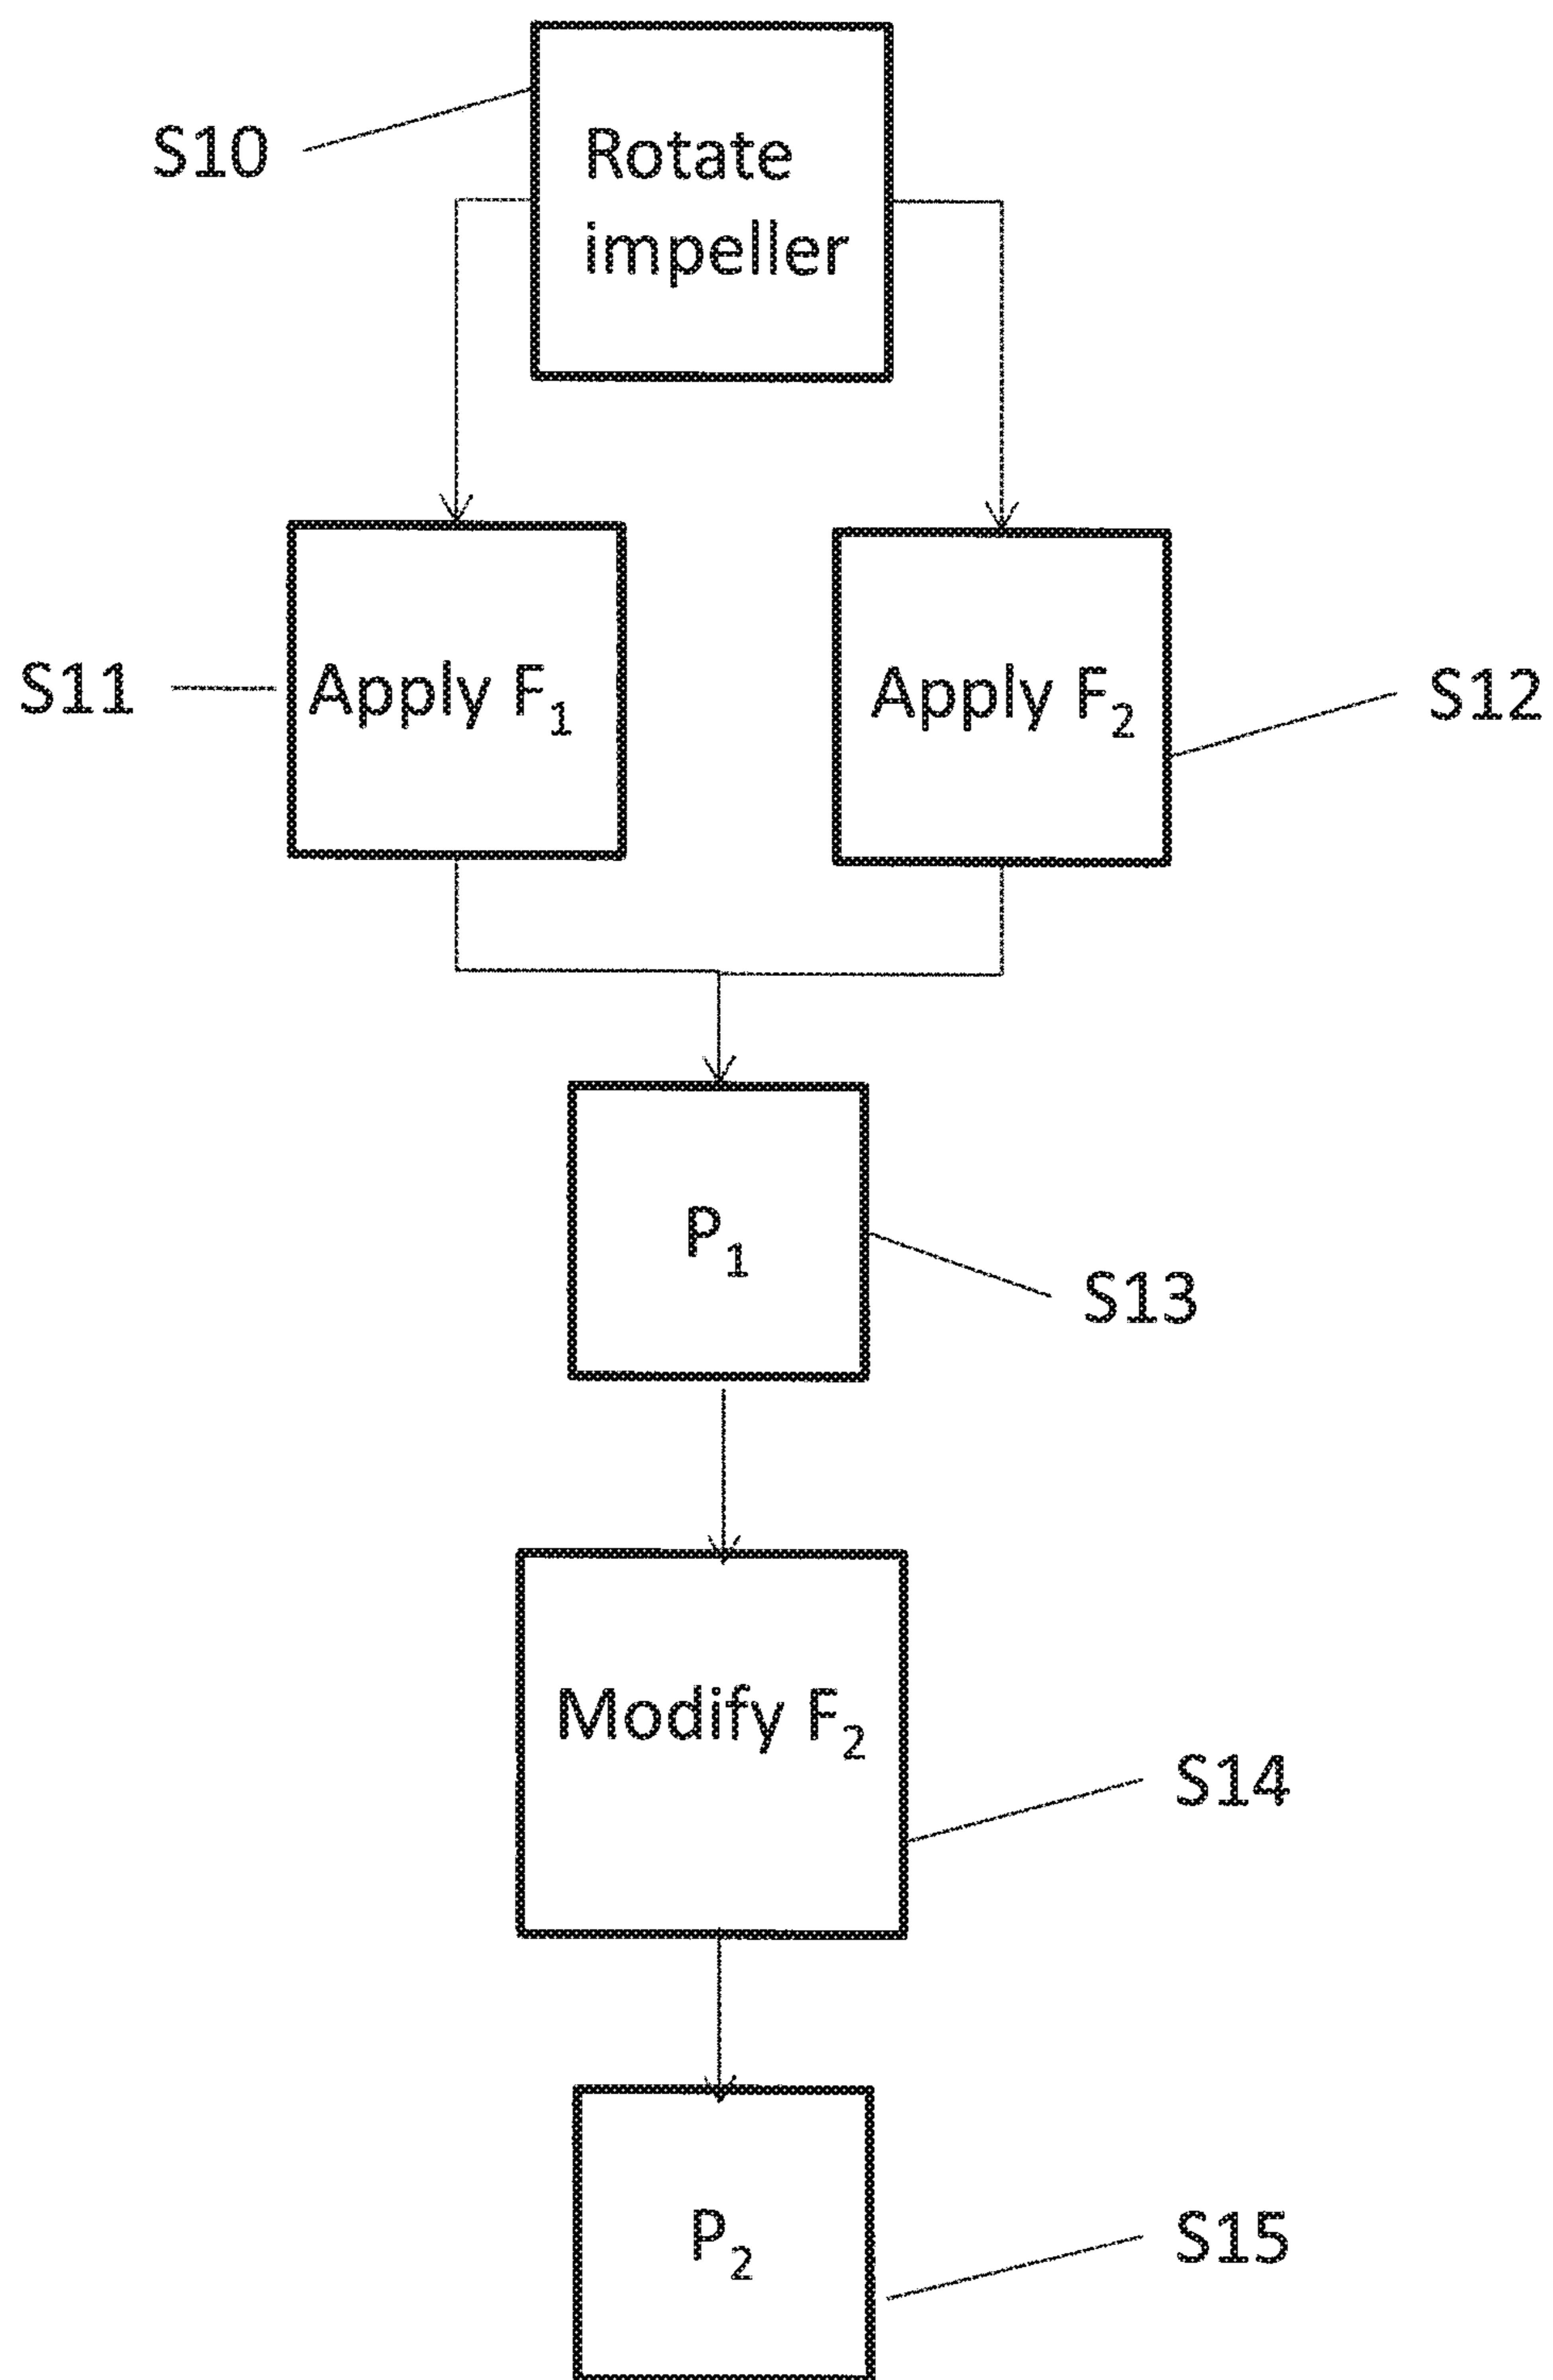 S10
Rotate
impeller
S11
Apply F₁
Apply F₂
S12
P₁
S13
Modify F₂
S14
P₂
S15